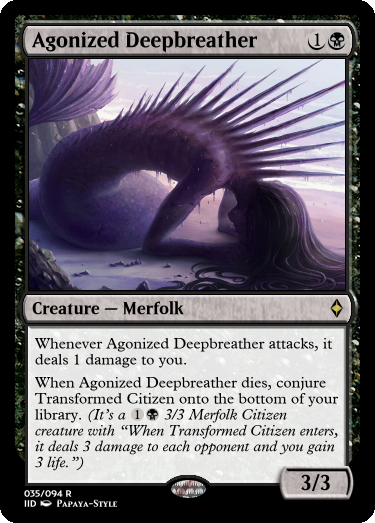 Agonized Deepbreather 1
Creature — Merfolk
Whenever Agonized Deepbreather attacks, it
deals 1 damage to you.
When Agonized Deepbreather dies, conjure
Transformed Citizen onto the bottom of your
library. (It's a 1 3/3 Merfolk Citizen
creature with “When Transformed Citizen enters,
it deals 3 damage to each opponent and you gain
3 life.”)
3/3
035/094 R
IID Papaya-Style